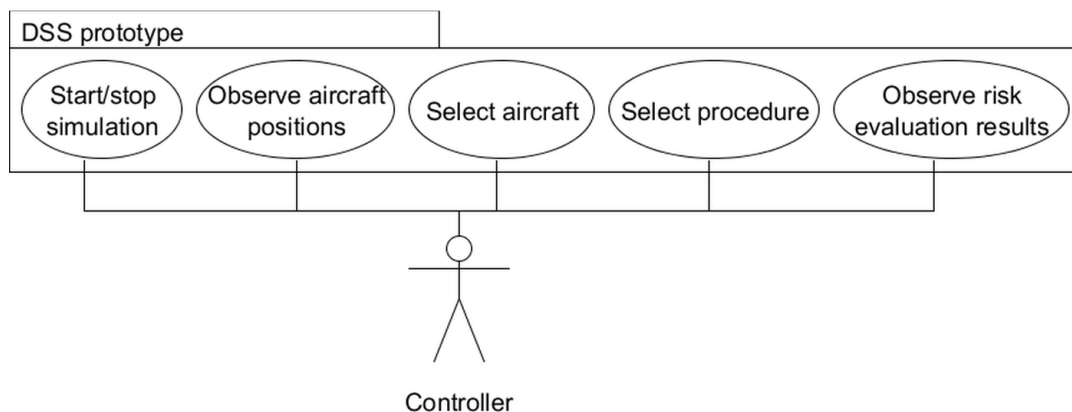 DSS prototype
Start/stop
simulation
Observe aircraft
positions
Select aircraft
Select procedure
Observe risk
evaluation results
Controller